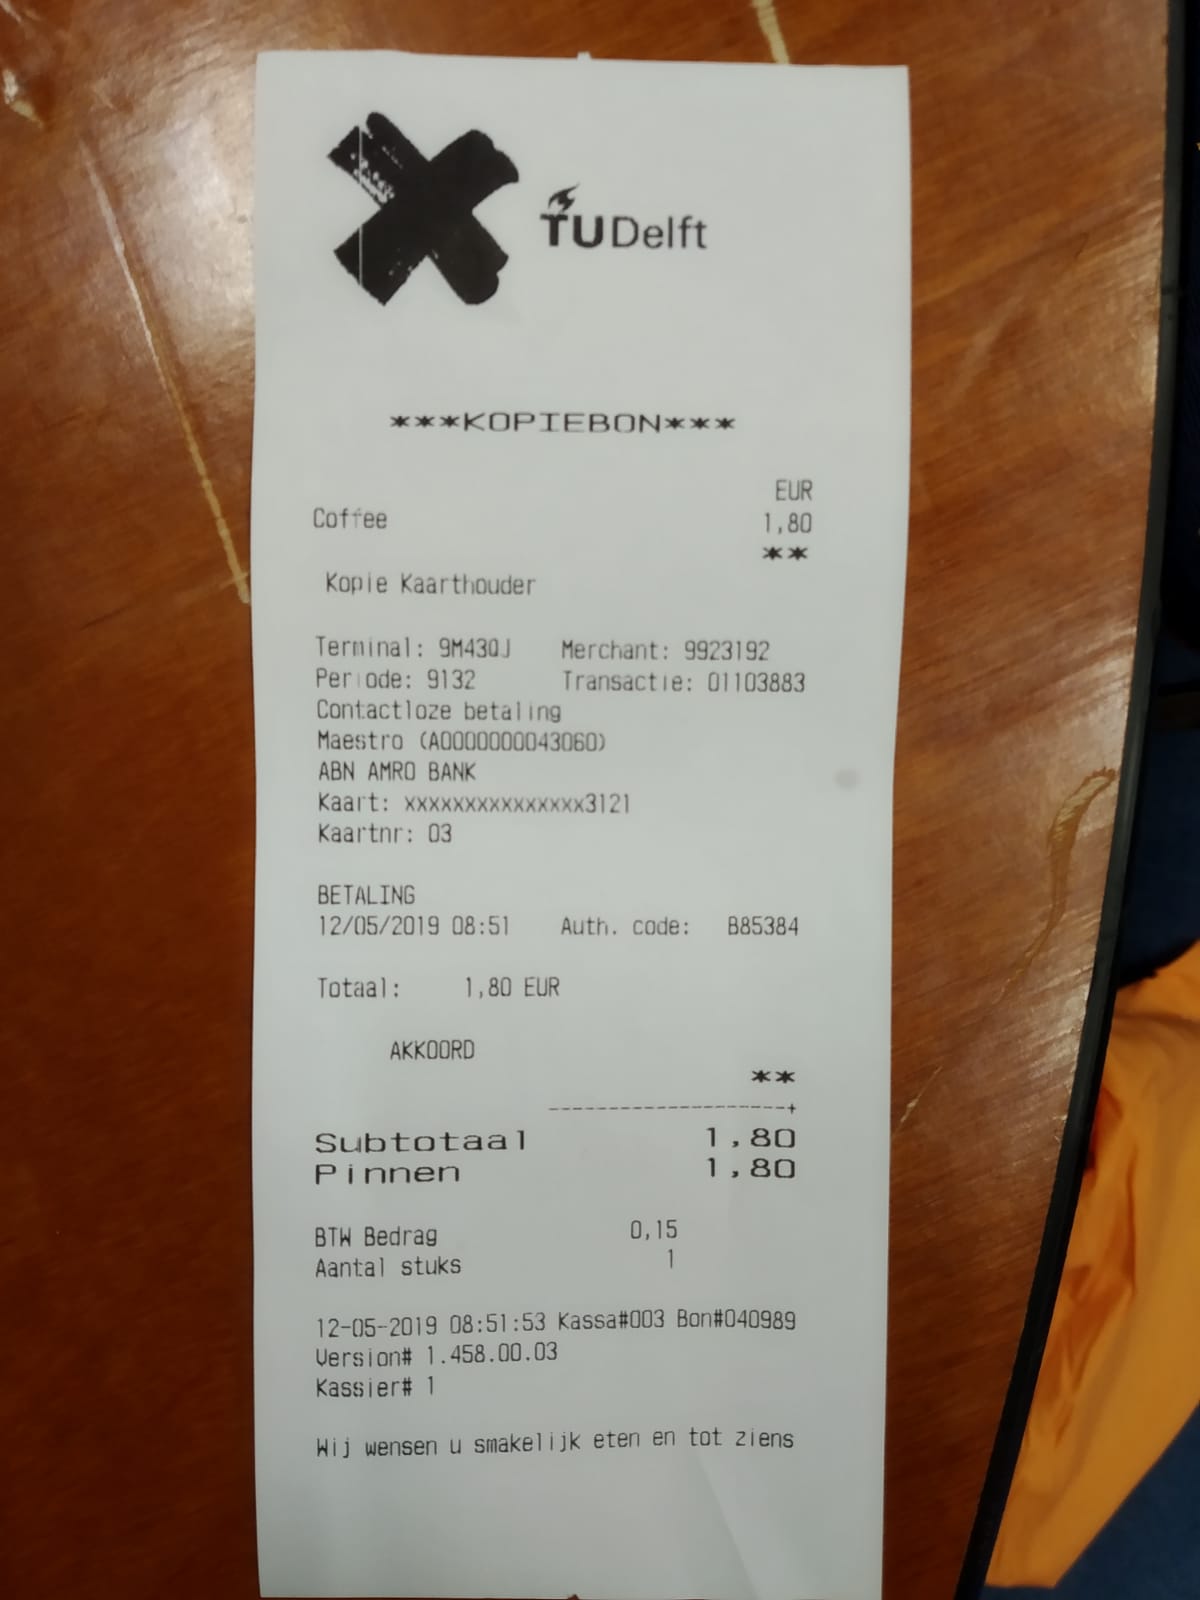 TUDelft
***KOPIEBON***
EUR
Coffee 1,80
**
Kopie Kaarthouder
Terminal: 9M43QJ Merchant: 9923192
Periode: 9132 Transactie: 01103883
Contactloze betaling
Maestro (A0000000043060)
ABN AMRO BANK
Kaart: xxxxxxxxxxxxxxx3121
Kaartnr: 03
BETALING
12/05/2019 08:51 Auth. code: B85384
Totaal: 1,80 EUR
AKKOORD
**
--------------------+
Subtotaal 1,80
Pinnen 1,80
BTW Bedrag 0,15
Aantal stuks 1
12-05-2019 08:51:53 Kassa#003 Bon#040989
Version# 1.458.00.03
Kassier# 1
Wij wensen u smakelijk eten en tot ziens